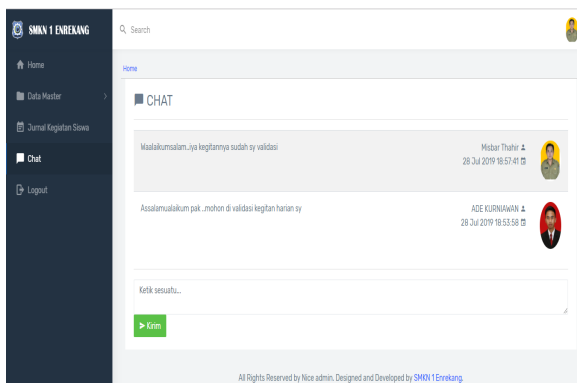 SMKN 1 ENREKANG
Search
Home
Data Master
Jurnal Kegiatan Siswa
Chat
Logout
Home
CHAT
Waalaikumsalam..iya kegitannya sudah sy validasi
Misbar Thahir
28 Jul 2019 18:57:41
Assalamualaikum pak ..mohon di validasi kegitan harian sy
ADE KURNIAWAN
28 Jul 2019 18:53:58
Ketik sesuatu...
Kirim
All Rights Reserved by Nice admin. Designed and Developed by SMKN 1 Enrekang.